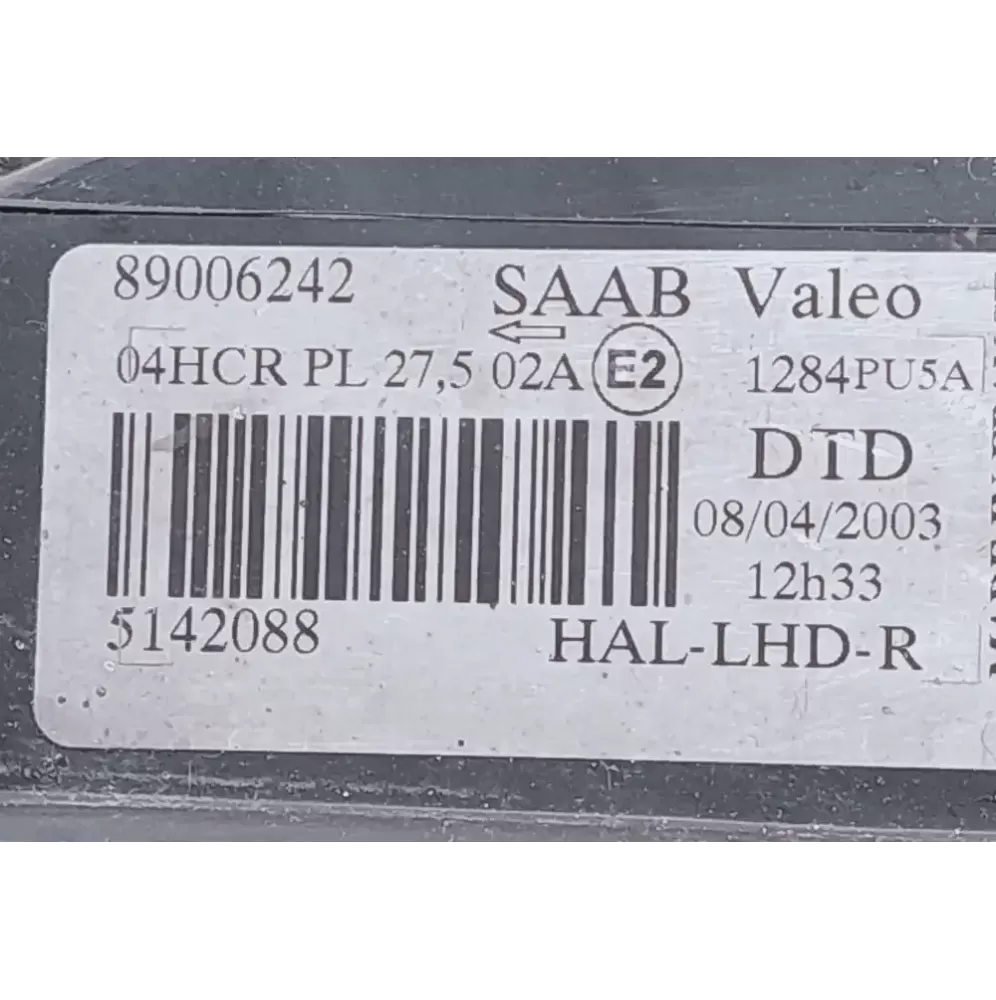 89006242 SAAB Valeo
04HCR PL 27,5 02A E2 1284PU5A
DTD
08/04/2003
12h33
5142088 HAL-LHD-R